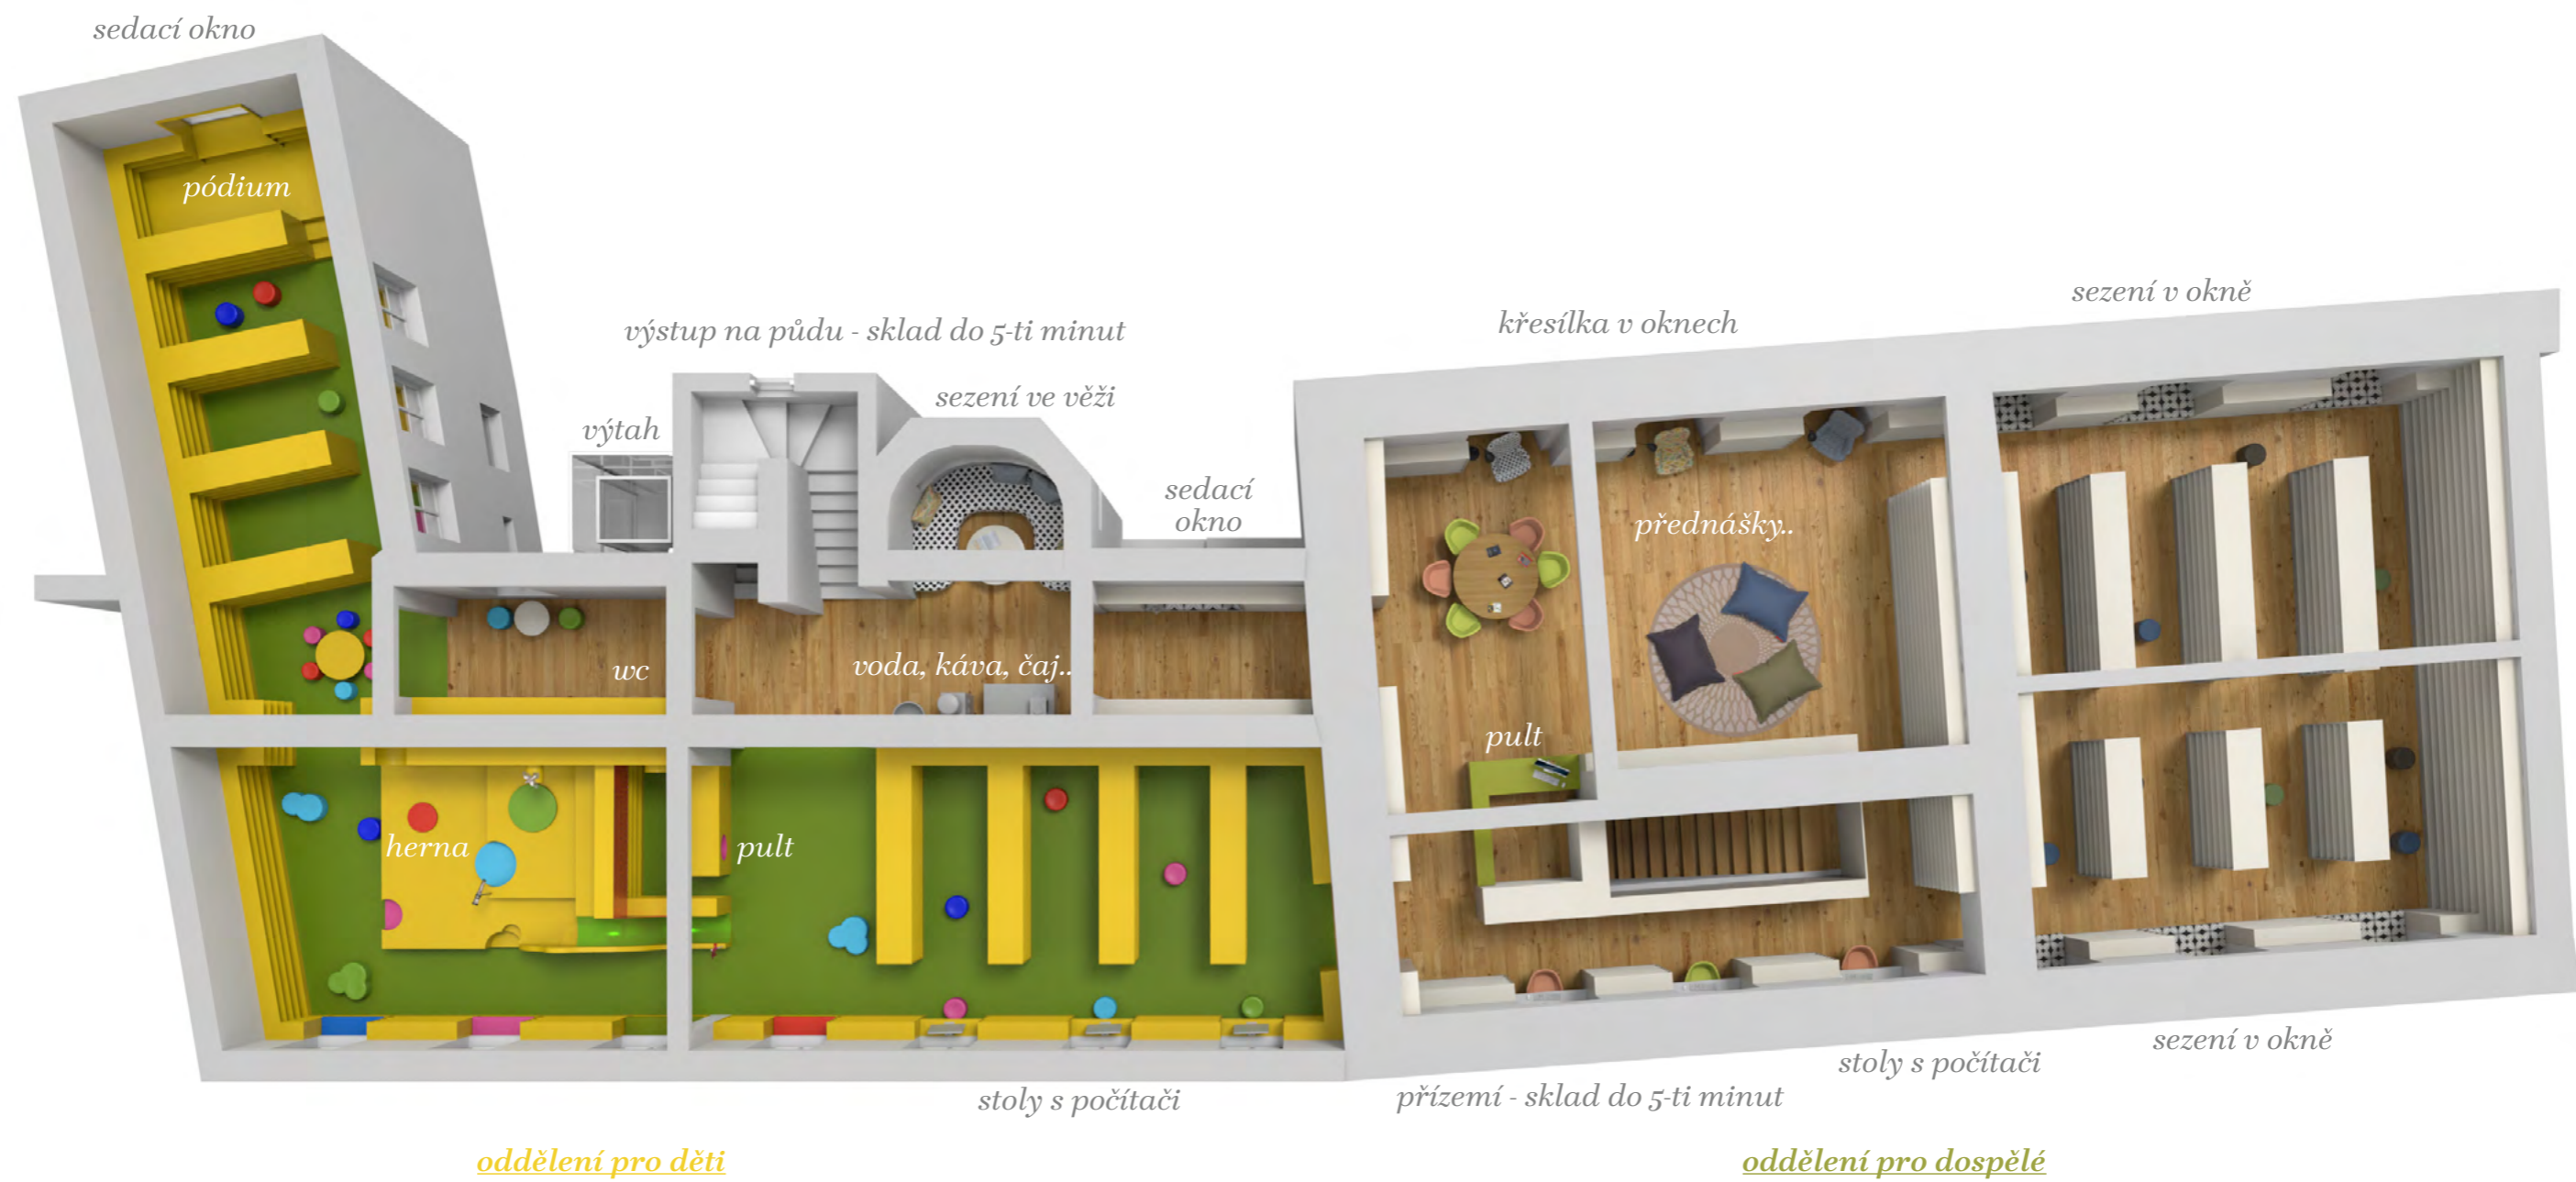 sedací okno
pódium
výstup na půdu - sklad do 5-ti minut
sezení ve věži
výtah
sedací
okno
křesílka v oknech
sezení v okně
přednášky..
wc
voda, káva, čaj..
pult
herna
pult
stoly s počítači
přízemí - sklad do 5-ti minut
stoly s počítači
sezení v okně
oddělení pro děti
oddělení pro dospělé